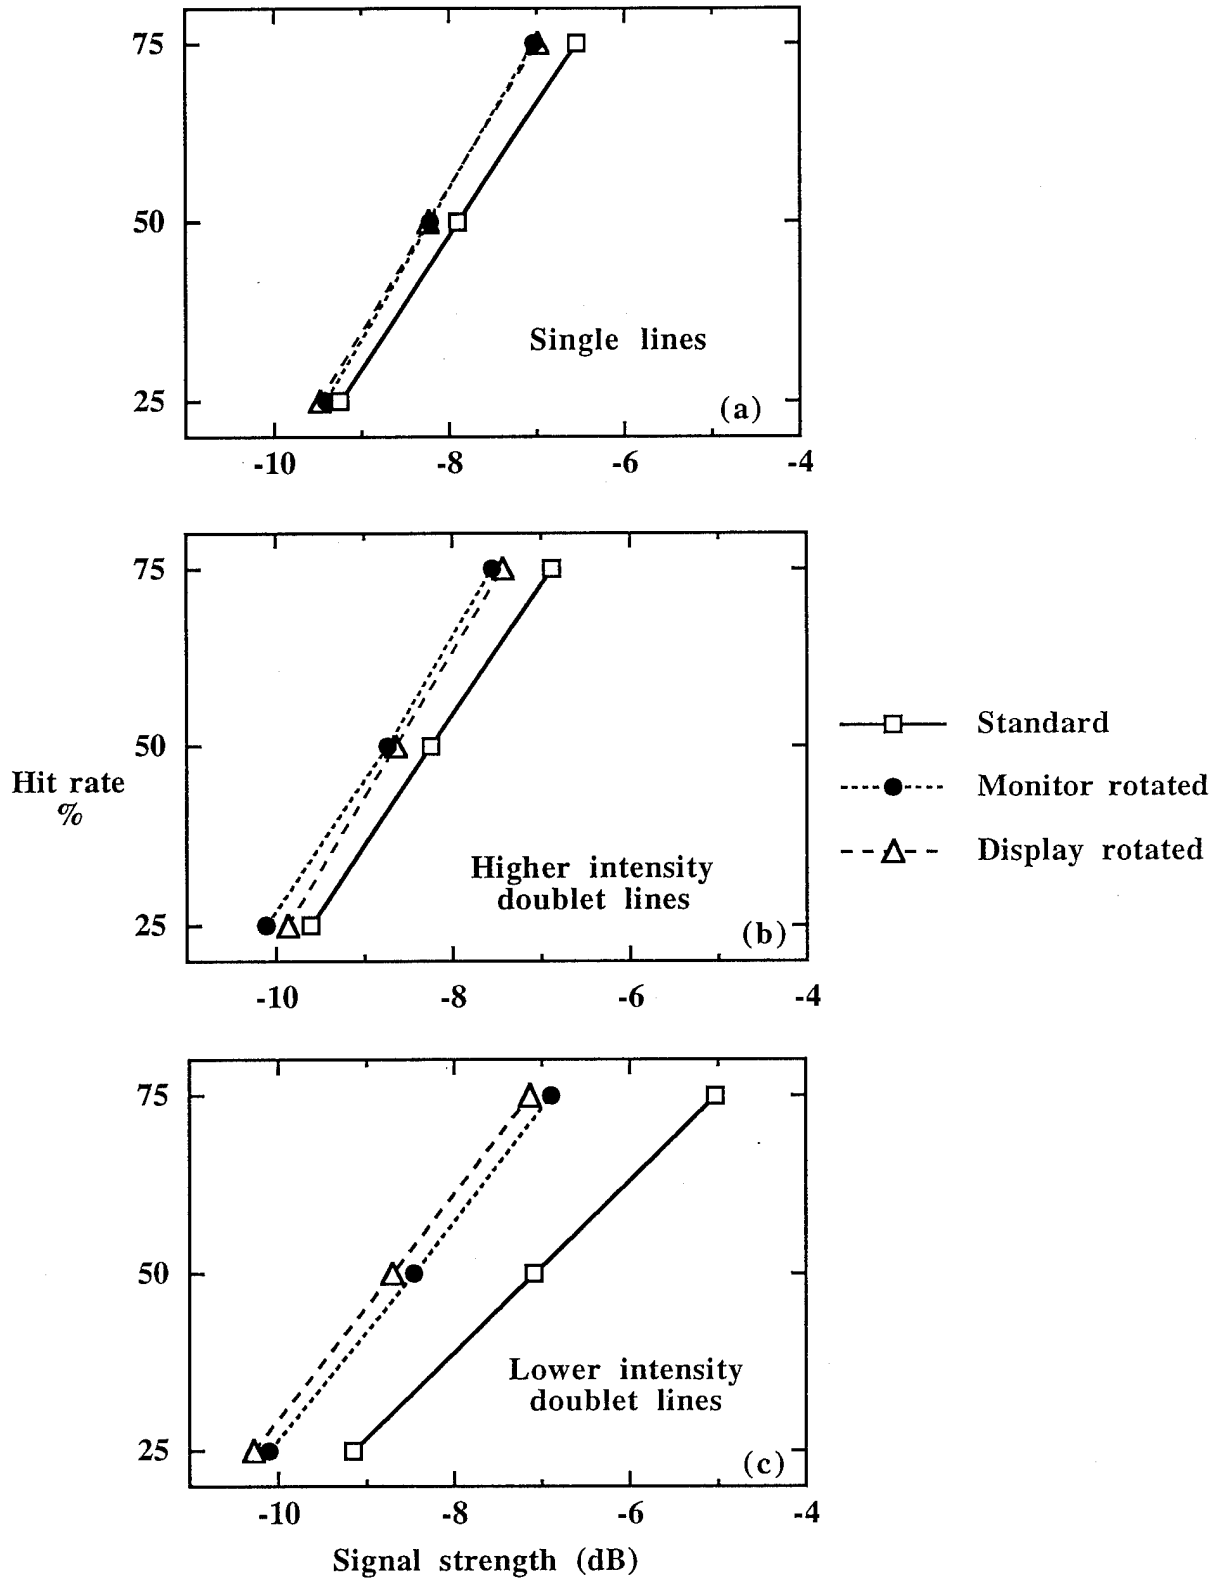 75
50
25
Single lines
(a)
-10 -8 -6 -4
75
50
25
Higher intensity
doublet lines
(b)
-10 -8 -6 -4
Hit rate
%
Standard
Monitor rotated
Display rotated
75
50
25
Lower intensity
doublet lines
(c)
-10 -8 -6 -4
Signal strength (dB)